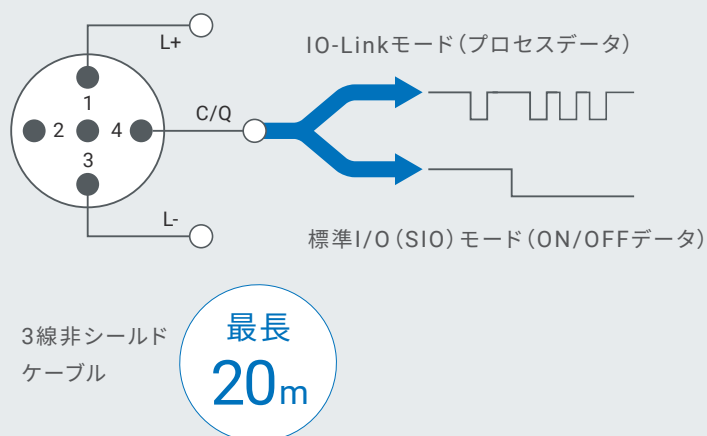 L+
IO-Linkモード（プロセスデータ）
1
C/Q
2
4
3
L-
標準I/O（SIO）モード（ON/OFFデータ）
3線非シールド
ケーブル
最長
20m